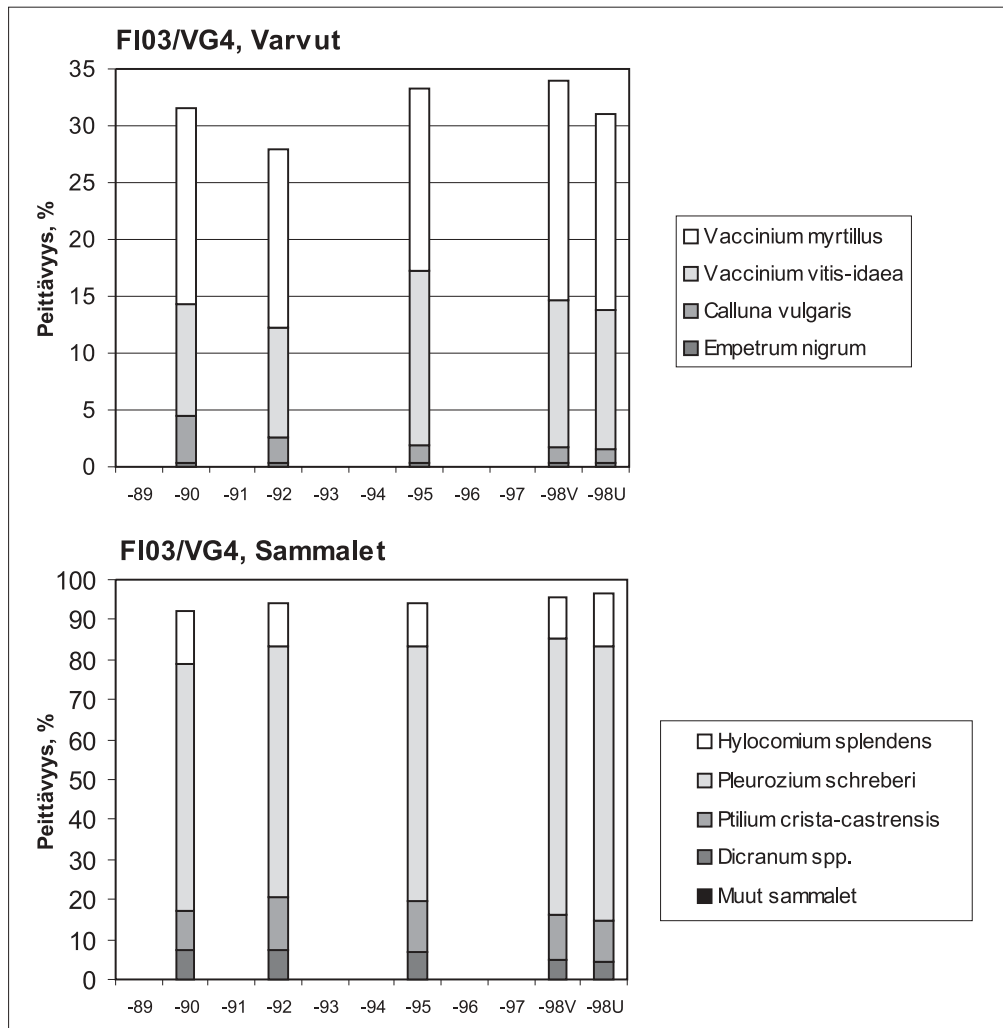 FI03/VG4, Varvut
35
30
25
20
15
10
5
0
Peittävyys, %
-89 -90 -91 -92 -93 -94 -95 -96 -97 -98V -98U
Vaccinium myrtillus
Vaccinium vitis-idaea
Calluna vulgaris
Empetrum nigrum
FI03/VG4, Sammalet
100
90
80
70
60
50
40
30
20
10
0
Peittävyys, %
-89 -90 -91 -92 -93 -94 -95 -96 -97 -98V -98U
Hylocomium splendens
Pleurozium schreberi
Ptilium crista-castrensis
Dicranum spp.
Muut sammalet